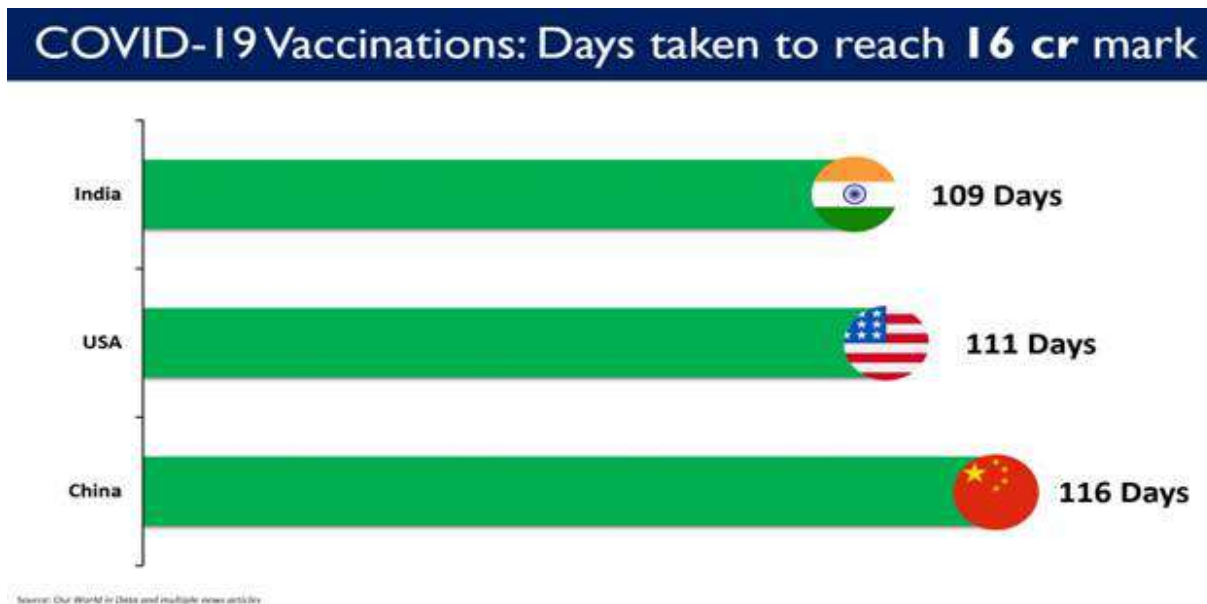 COVID-19 Vaccinations: Days taken to reach 16 cr mark
India
109 Days
USA
111 Days
China
116 Days
Source: Our World in Data and multiple news articles